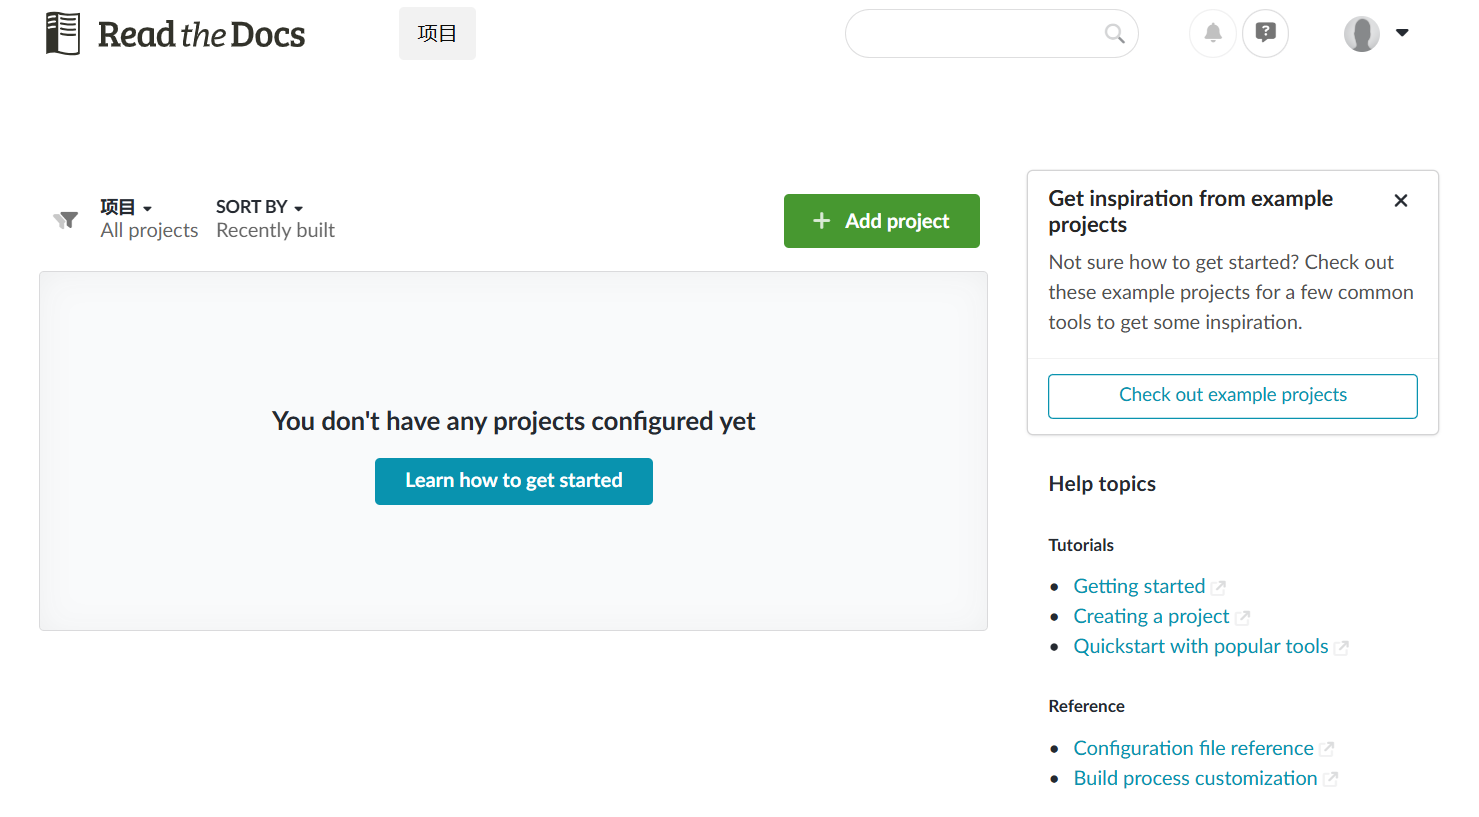 Read the Docs
项目
项目
All projects
SORT BY
Recently built
Add project
You don't have any projects configured yet
Learn how to get started
Get inspiration from example
projects
Not sure how to get started? Check out
these example projects for a few common
tools to get some inspiration.
Check out example projects
Help topics
Tutorials
Getting started
Creating a project
Quickstart with popular tools
Reference
Configuration file reference
Build process customization